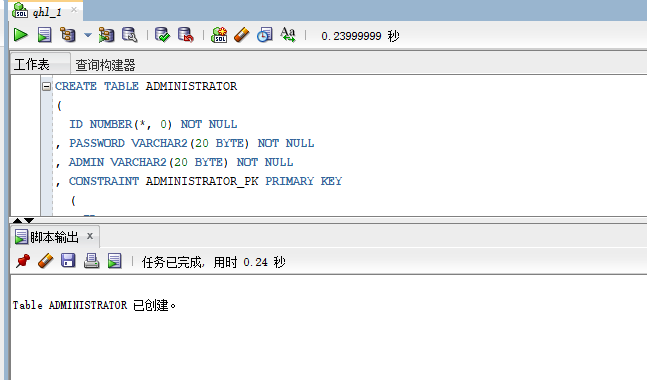 qhl_1
SQL
Aa
0.23999999 秒
工作表
查询构建器
CREATE TABLE ADMINISTRATOR
(
ID NUMBER(*, 0) NOT NULL
, PASSWORD VARCHAR2(20 BYTE) NOT NULL
, ADMIN VARCHAR2(20 BYTE) NOT NULL
, CONSTRAINT ADMINISTRATOR_PK PRIMARY KEY
(
脚本输出 x
任务已完成, 用时 0.24 秒
Table ADMINISTRATOR 已创建。